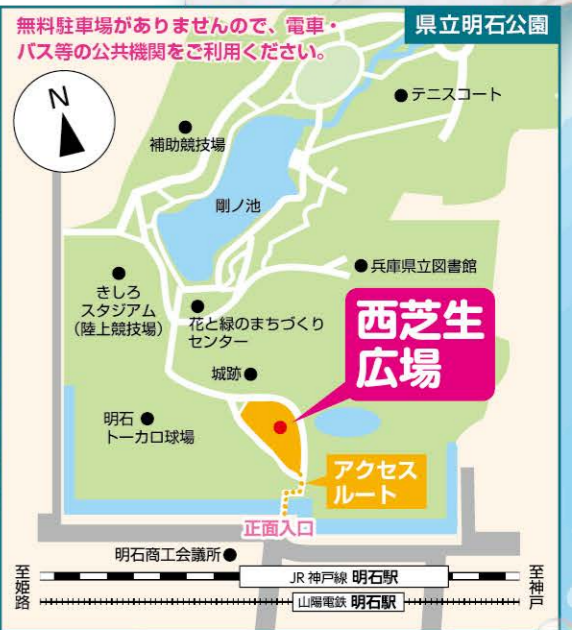 無料駐車場がありませんので、電車・
バス等の公共機関をご利用ください。
県立明石公園
N
テニスコート
補助競技場
剛ノ池
兵庫県立図書館
きしろ
スタジアム
(陸上競技場)
花と緑のまちづくり
センター
西芝生
広場
城跡
明石
トーカロ球場
アクセス
ルート
正面入口
明石商工会議所
至姫路
JR 神戸線 明石駅
至神戸
山陽電鉄 明石駅